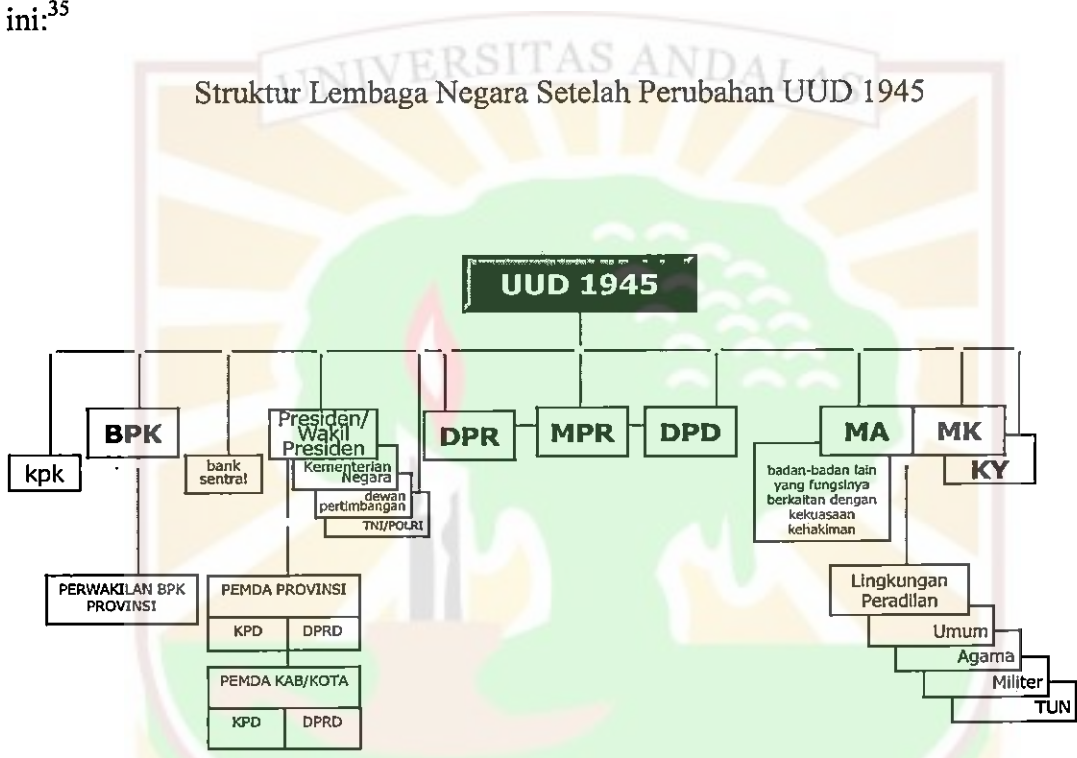 ini:35
UNIVERSITAS ANDALAS
Struktur Lembaga Negara Setelah Perubahan UUD 1945
UUD 1945
kpk
BPK
bank
sentral
Presiden/
Wakil
Presiden
Kementerian
Negara
dewan
pertimbangan
TNI/POLRI
DPR
MPR
DPD
MA
MK
KY
badan-badan lain
yang fungsinya
berkaitan dengan
kekuasaan
kehakiman
PERWAKILAN BPK
PROVINSI
PEMDA PROVINSI
KPD
DPRD
PEMDA KAB/KOTA
KPD
DPRD
Lingkungan
Peradilan
Umum
Agama
Militer
TUN